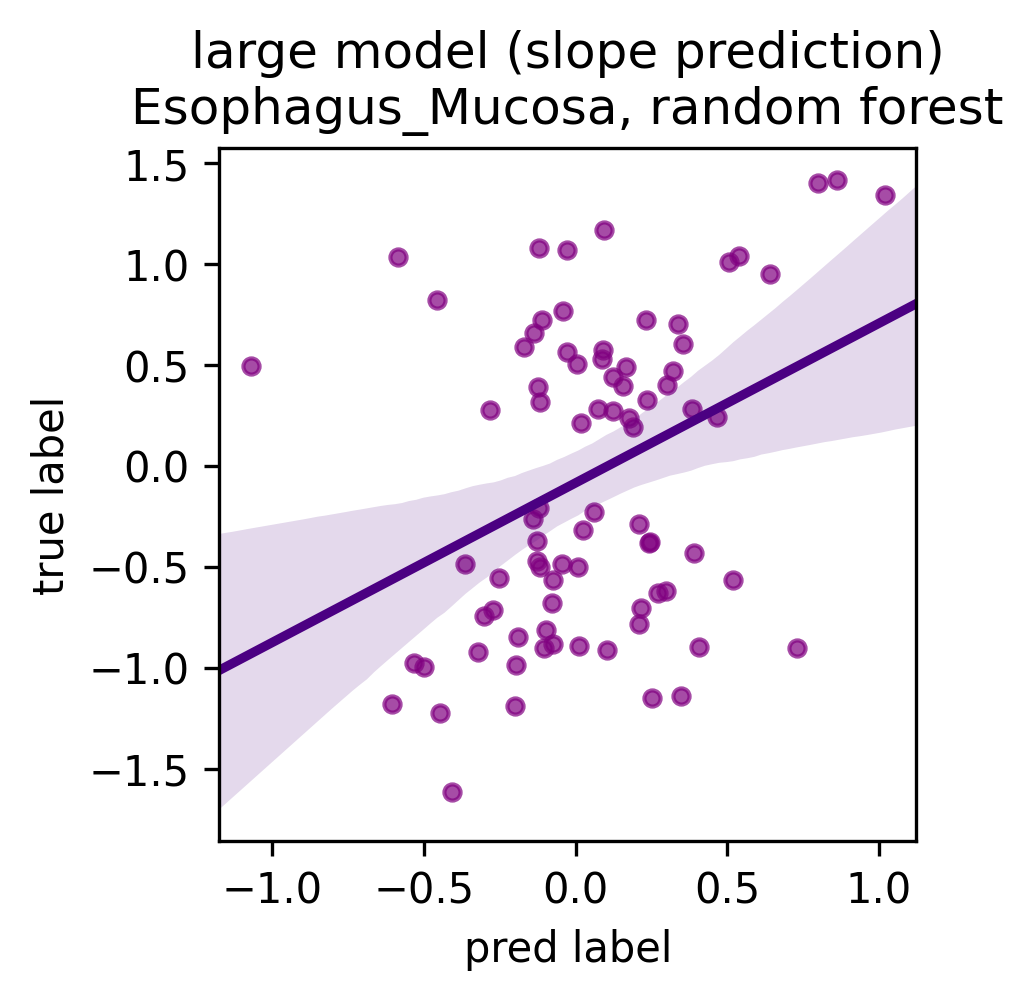 large model (slope prediction)
Esophagus_Mucosa, random forest
1.5
1.0
0.5
0.0
−0.5
−1.0
−1.5
true label
−1.0 −0.5 0.0 0.5 1.0
pred label